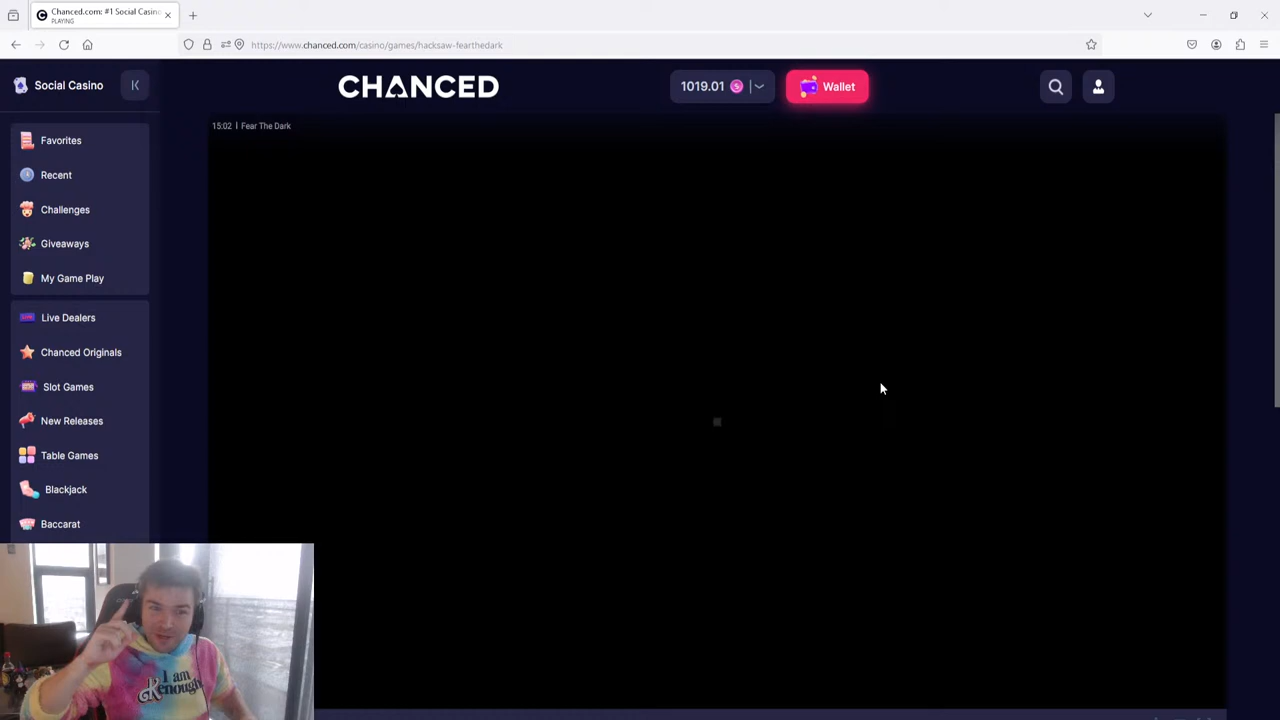 Chanced.com: #1 Social Casino
PLAYING
https://www.chanced.com/casino/games/hacksaw-fearthedark
Social Casino
CHANCED
1019.01
Wallet
15:02 | Fear The Dark
Favorites
Recent
Challenges
Giveaways
My Game Play
Live Dealers
Chanced Originals
Slot Games
New Releases
Table Games
Blackjack
Baccarat
I am
Kenough